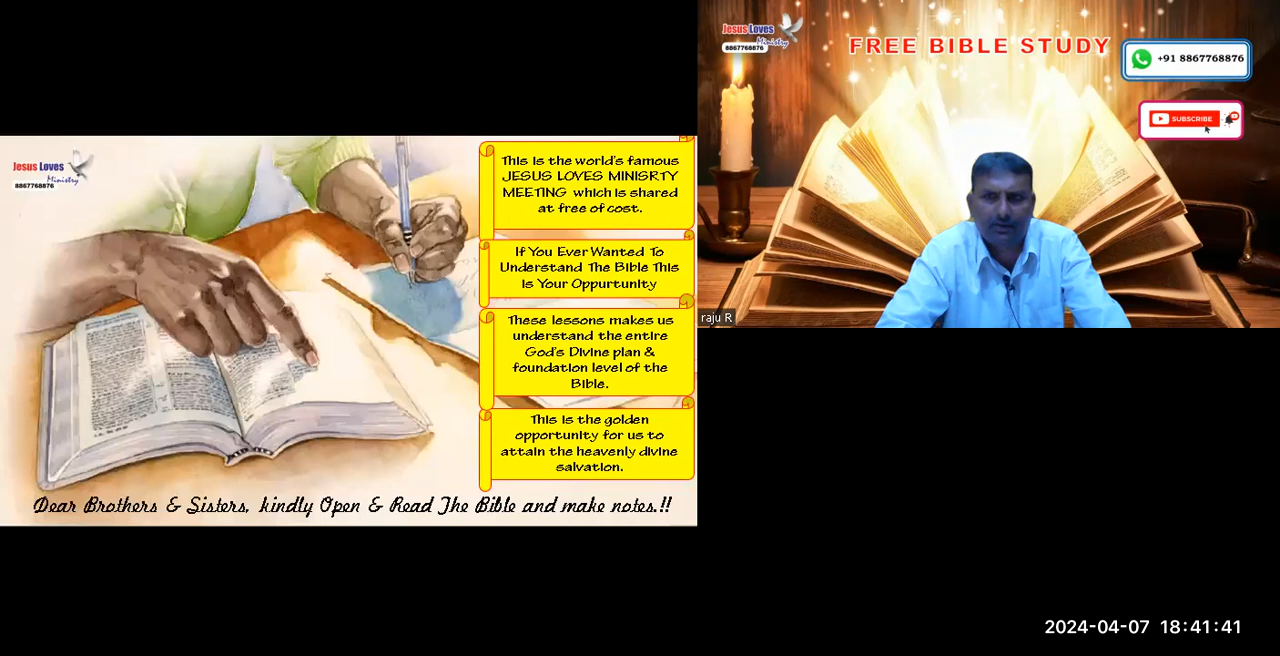 Jesus Loves
Ministry
8867768876
This is the world's famous
JESUS LOVES MINISRTY
MEETING which is shared
at free of cost.
If You Ever Wanted To
Understand The Bible This
is Your Oppurtunity
These lessons makes us
understand the entire
God's Divine plan &
foundation level of the
Bible.
This is the golden
opportunity for us to
attain the heavenly divine
salvation.
Dear Brothers & Sisters, kindly Open & Read The Bible and make notes.!!
Jesus Loves
Ministry
8867768876
FREE BIBLE STUDY
+91 8867768876
SUBSCRIBE
raju R
2024-04-07 18:41:41